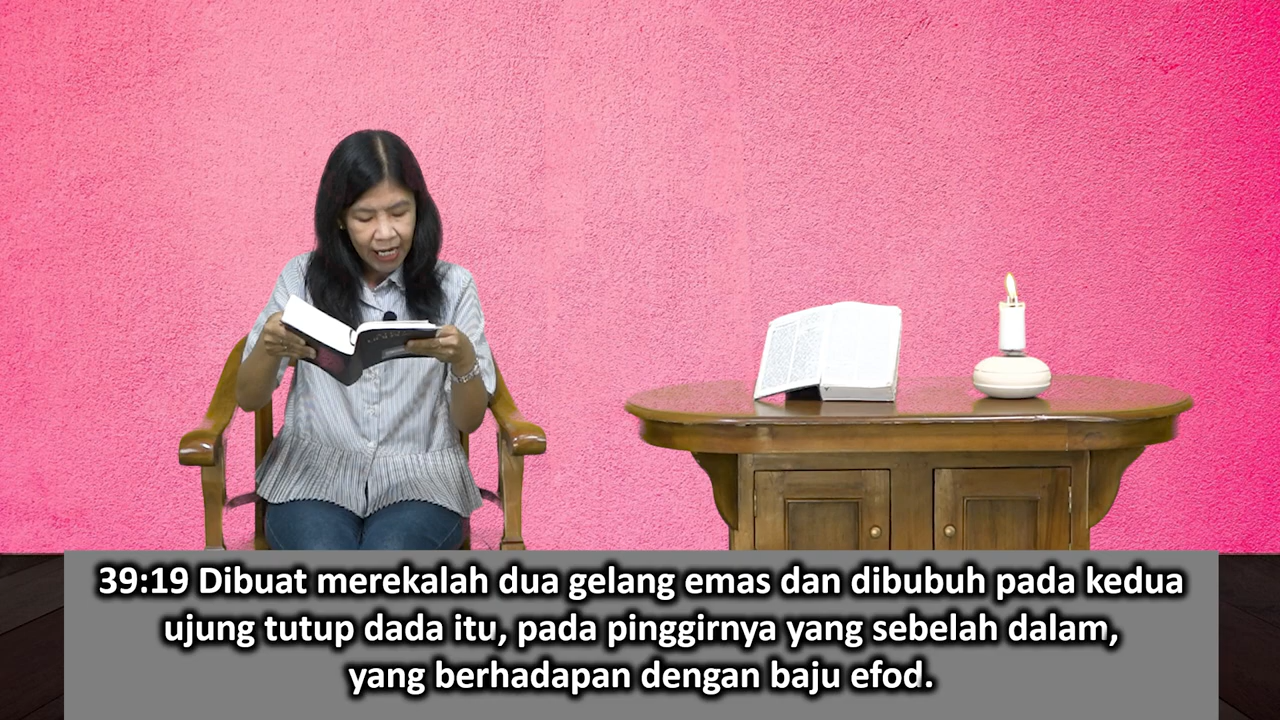 39:19 Dibuat merekalah dua gelang emas dan dibubuh pada kedua
ujung tutup dada itu, pada pinggirnya yang sebelah dalam,
yang berhadapan dengan baju efod.